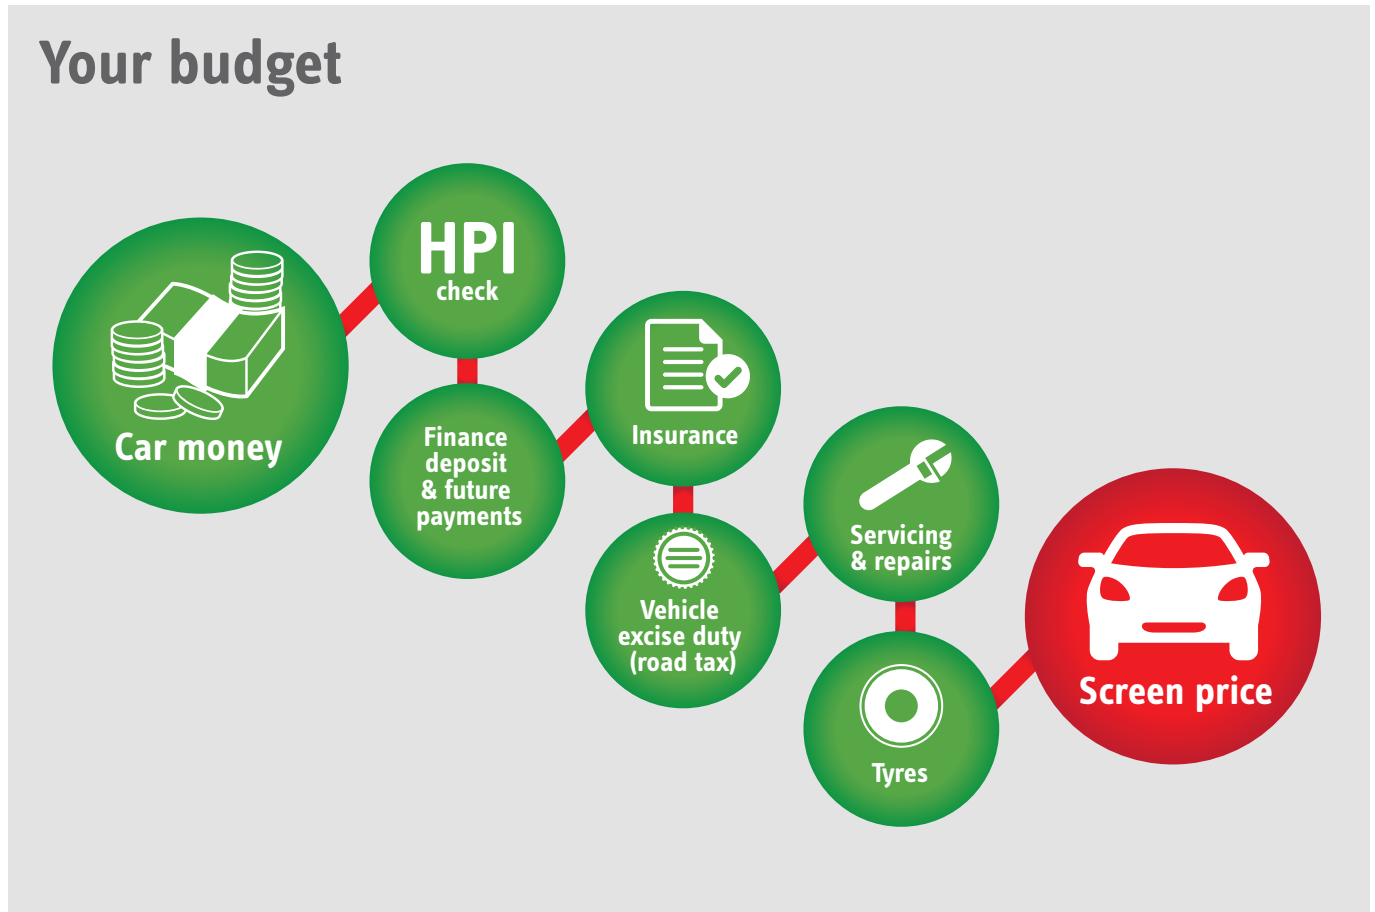 Your budget
Car money
HPI
check
Finance
deposit
& future
payments
Insurance
Vehicle
excise duty
(road tax)
Servicing
& repairs
Tyres
Screen price